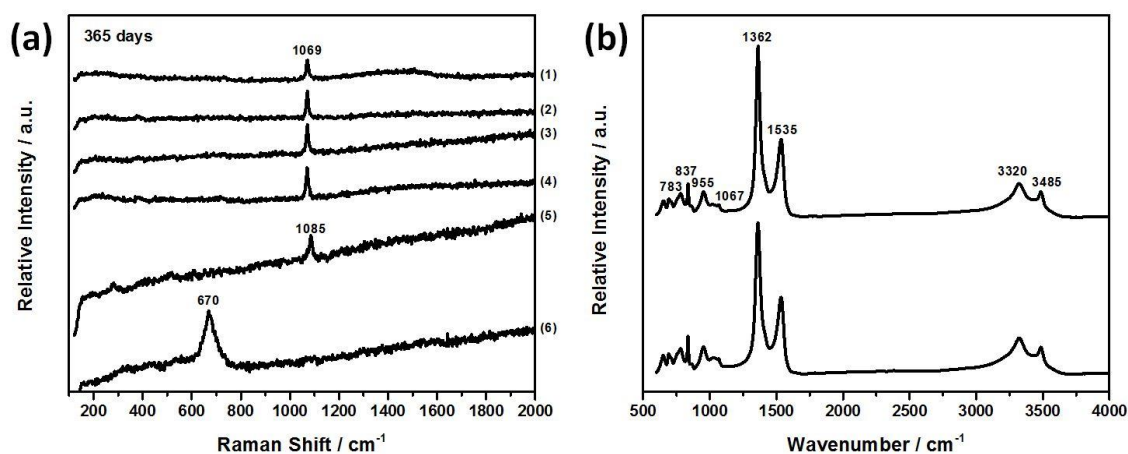 (a)
365 days
1069
(1)
(2)
(3)
(4)
(5)
1085
670
(6)
Relative Intensity / a.u.
200 400 600 800 1000 1200 1400 1600 1800 2000
Raman Shift / cm⁻¹
(b)
1362
1535
837
783
955
1067
3320
3485
Relative Intensity / a.u.
500 1000 1500 2000 2500 3000 3500 4000
Wavenumber / cm⁻¹